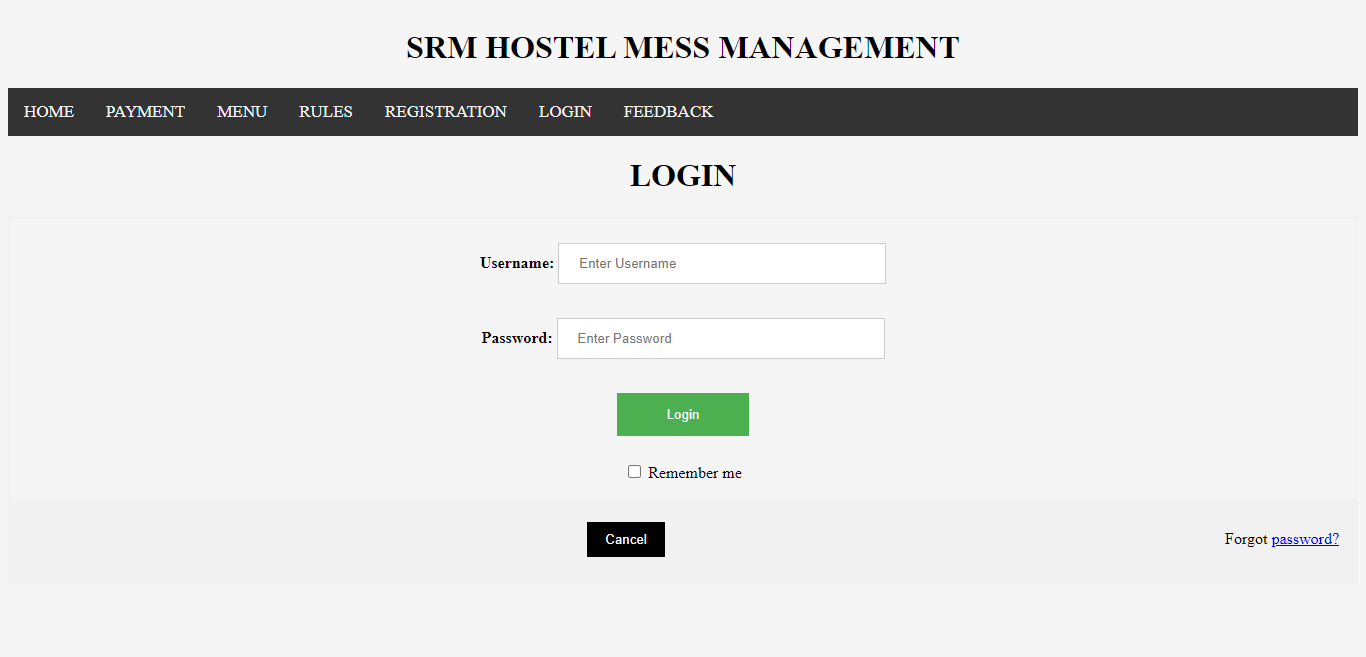 SRM HOSTEL MESS MANAGEMENT
HOME PAYMENT MENU RULES REGISTRATION LOGIN FEEDBACK
LOGIN
Username: Enter Username
Password: Enter Password
Login
Remember me
Cancel Forgot password?